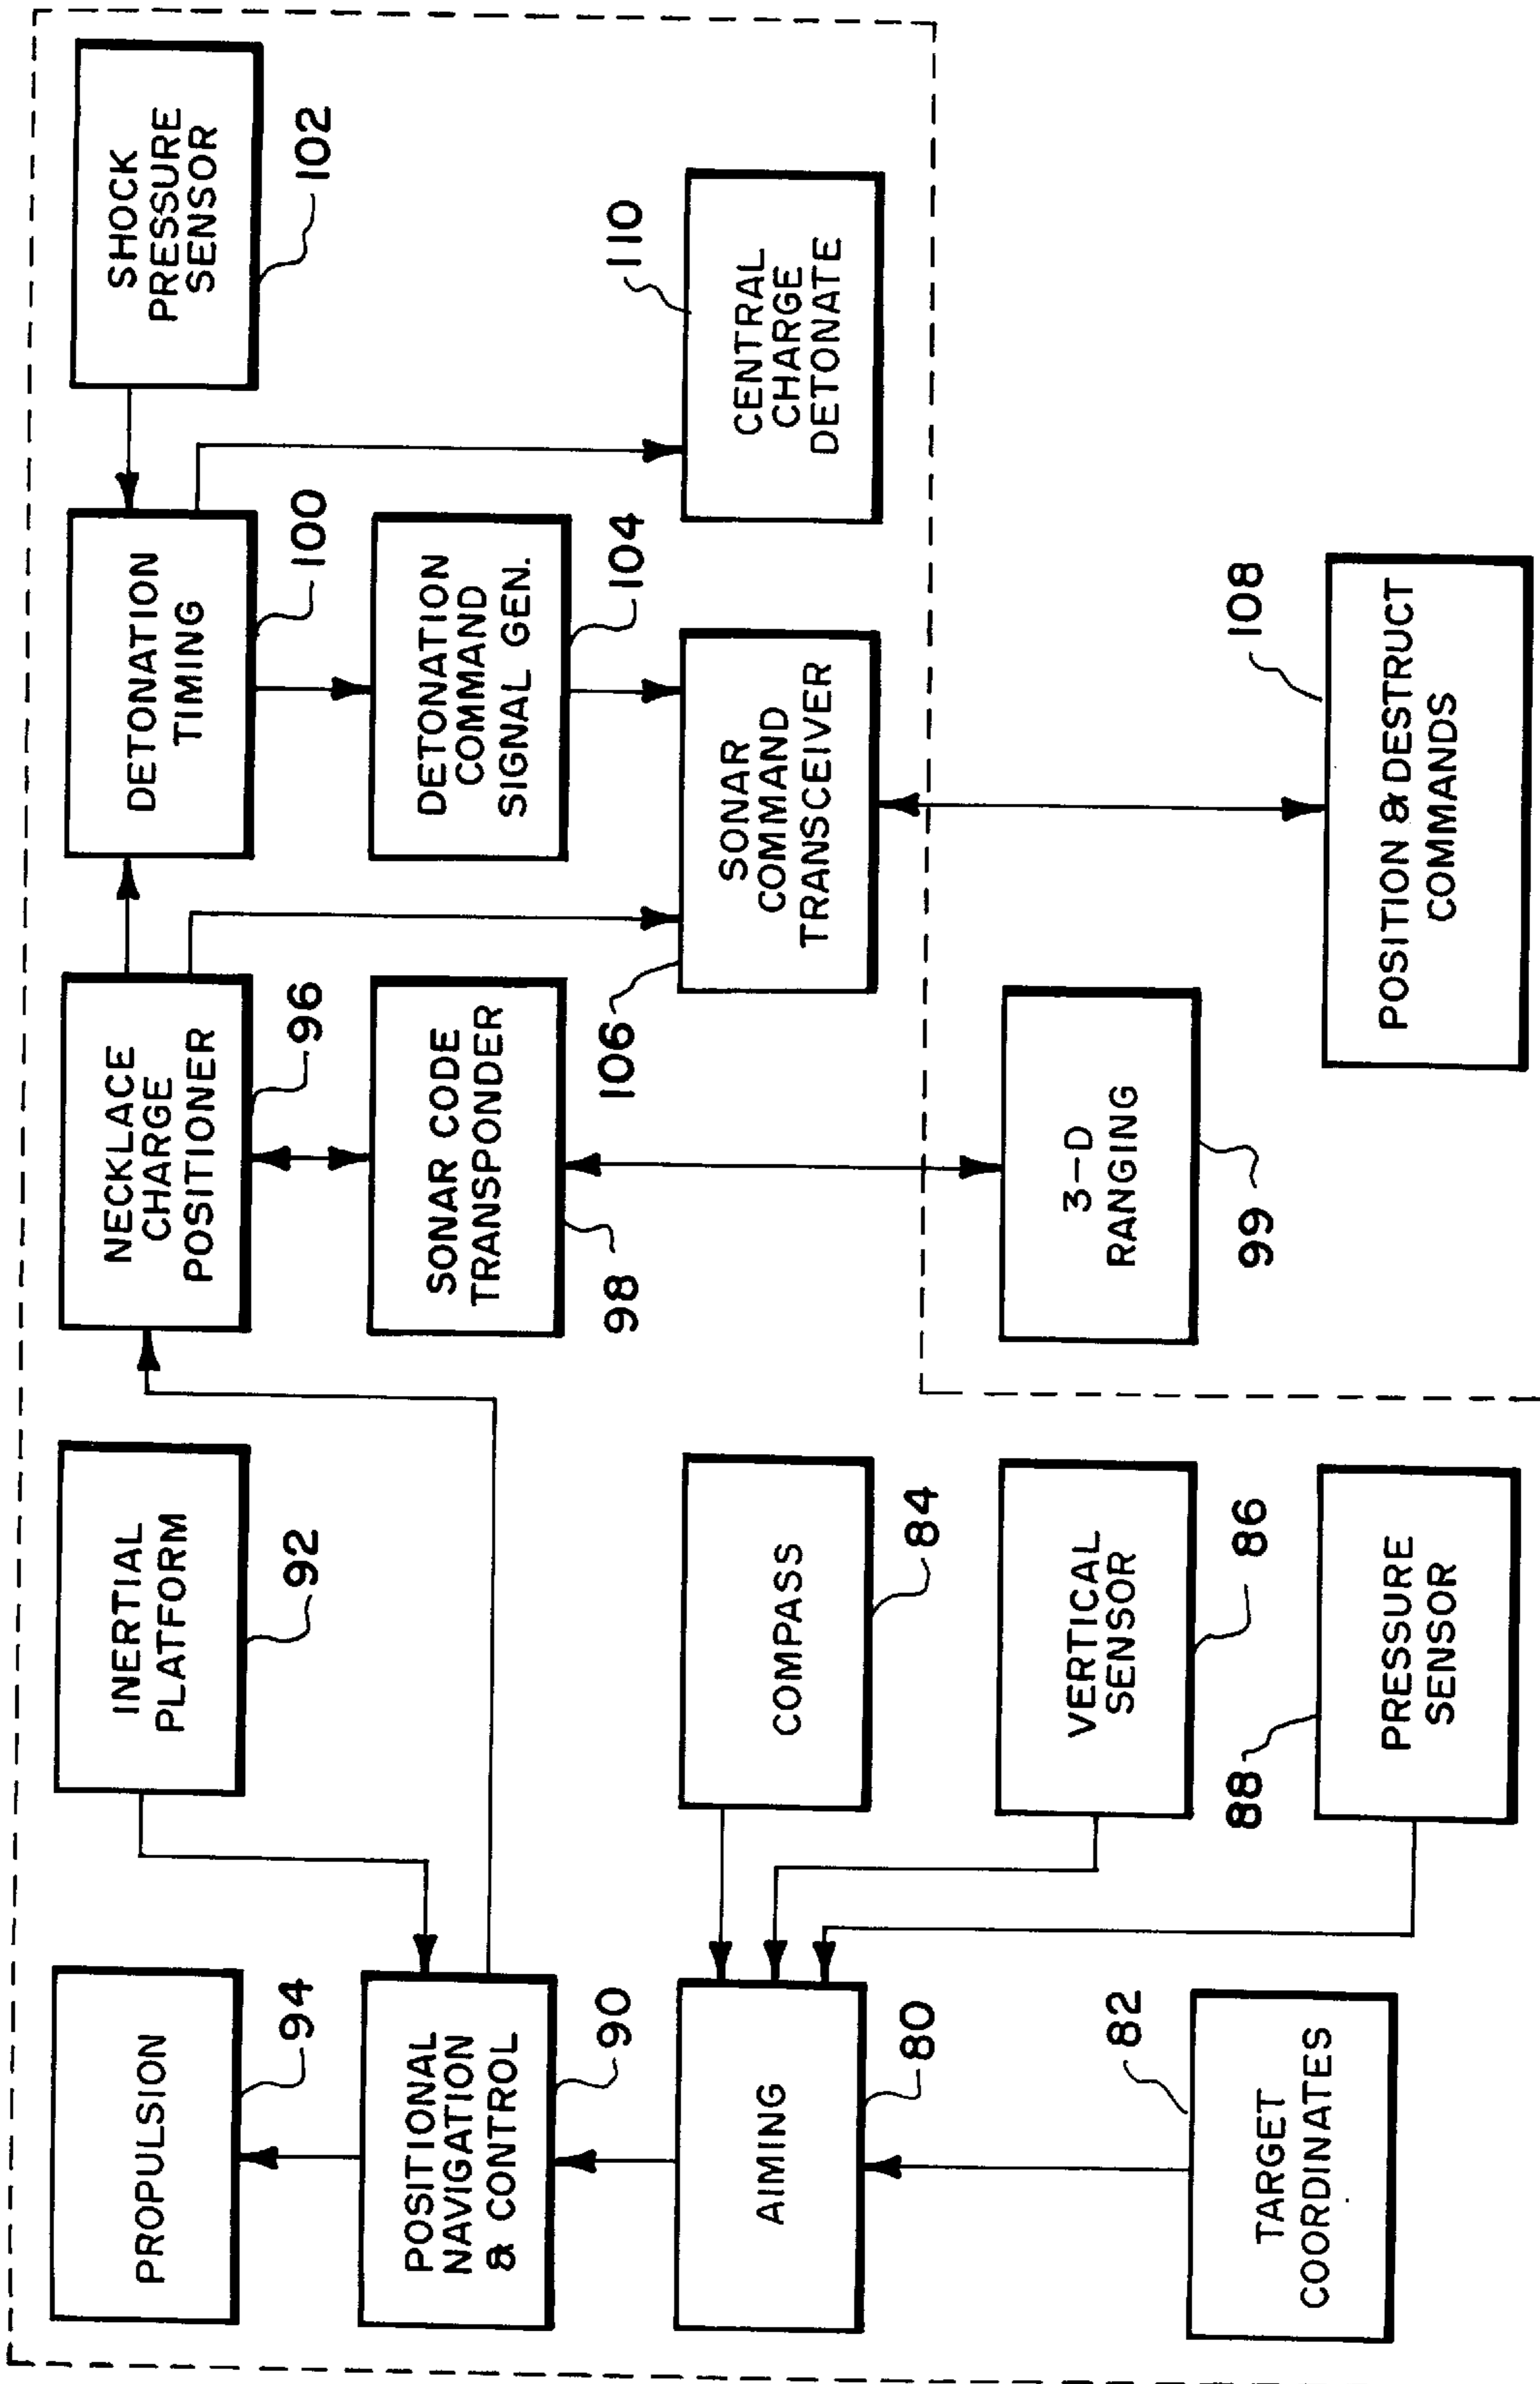 PROPULSION
94
INERTIAL
PLATFORM
92
NECKLACE
CHARGE
POSITIONER
96
DETONATION
TIMING
100
SHOCK
PRESSURE
SENSOR
102
POSITIONAL
NAVIGATION
& CONTROL
90
SONAR CODE
TRANSPONDER
98
DETONATION
COMMAND
SIGNAL GEN.
104
AIMING
80
COMPASS
84
106
SONAR
COMMAND
TRANSCEIVER
110
CENTRAL
CHARGE
DETONATE
VERTICAL
SENSOR
86
3-D
RANGING
99
82
TARGET
COORDINATES
88
PRESSURE
SENSOR
108
POSITION & DESTRUCT
COMMANDS